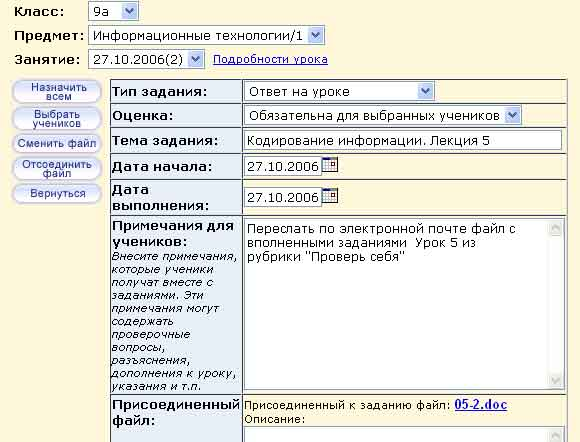 Класс: 9а
Предмет: Информационные технологии/1
Занятие: 27.10.2006(2) Подробности урока
Назначить
всем
Выбрать
учеников
Сменить файл
Отсоединить
файл
Вернуться
Тип задания: Ответ на уроке
Оценка: Обязательна для выбранных учеников
Тема задания: Кодирование информации. Лекция 5
Дата начала: 27.10.2006
Дата
выполнения: 27.10.2006
Примечания для
учеников:
Внесите примечания,
которые ученики
получат вместе с
заданиями. Эти
примечания могут
содержать
проверочные
вопросы,
разъяснения,
дополнения к уроку,
указания и т.п.
Переслать по электронной почте файл с
вполненными заданиями Урок 5 из
рубрики "Проверь себя"
Присоединенный
файл:
Присоединенный к заданию файл: 05-2.doc
Описание: